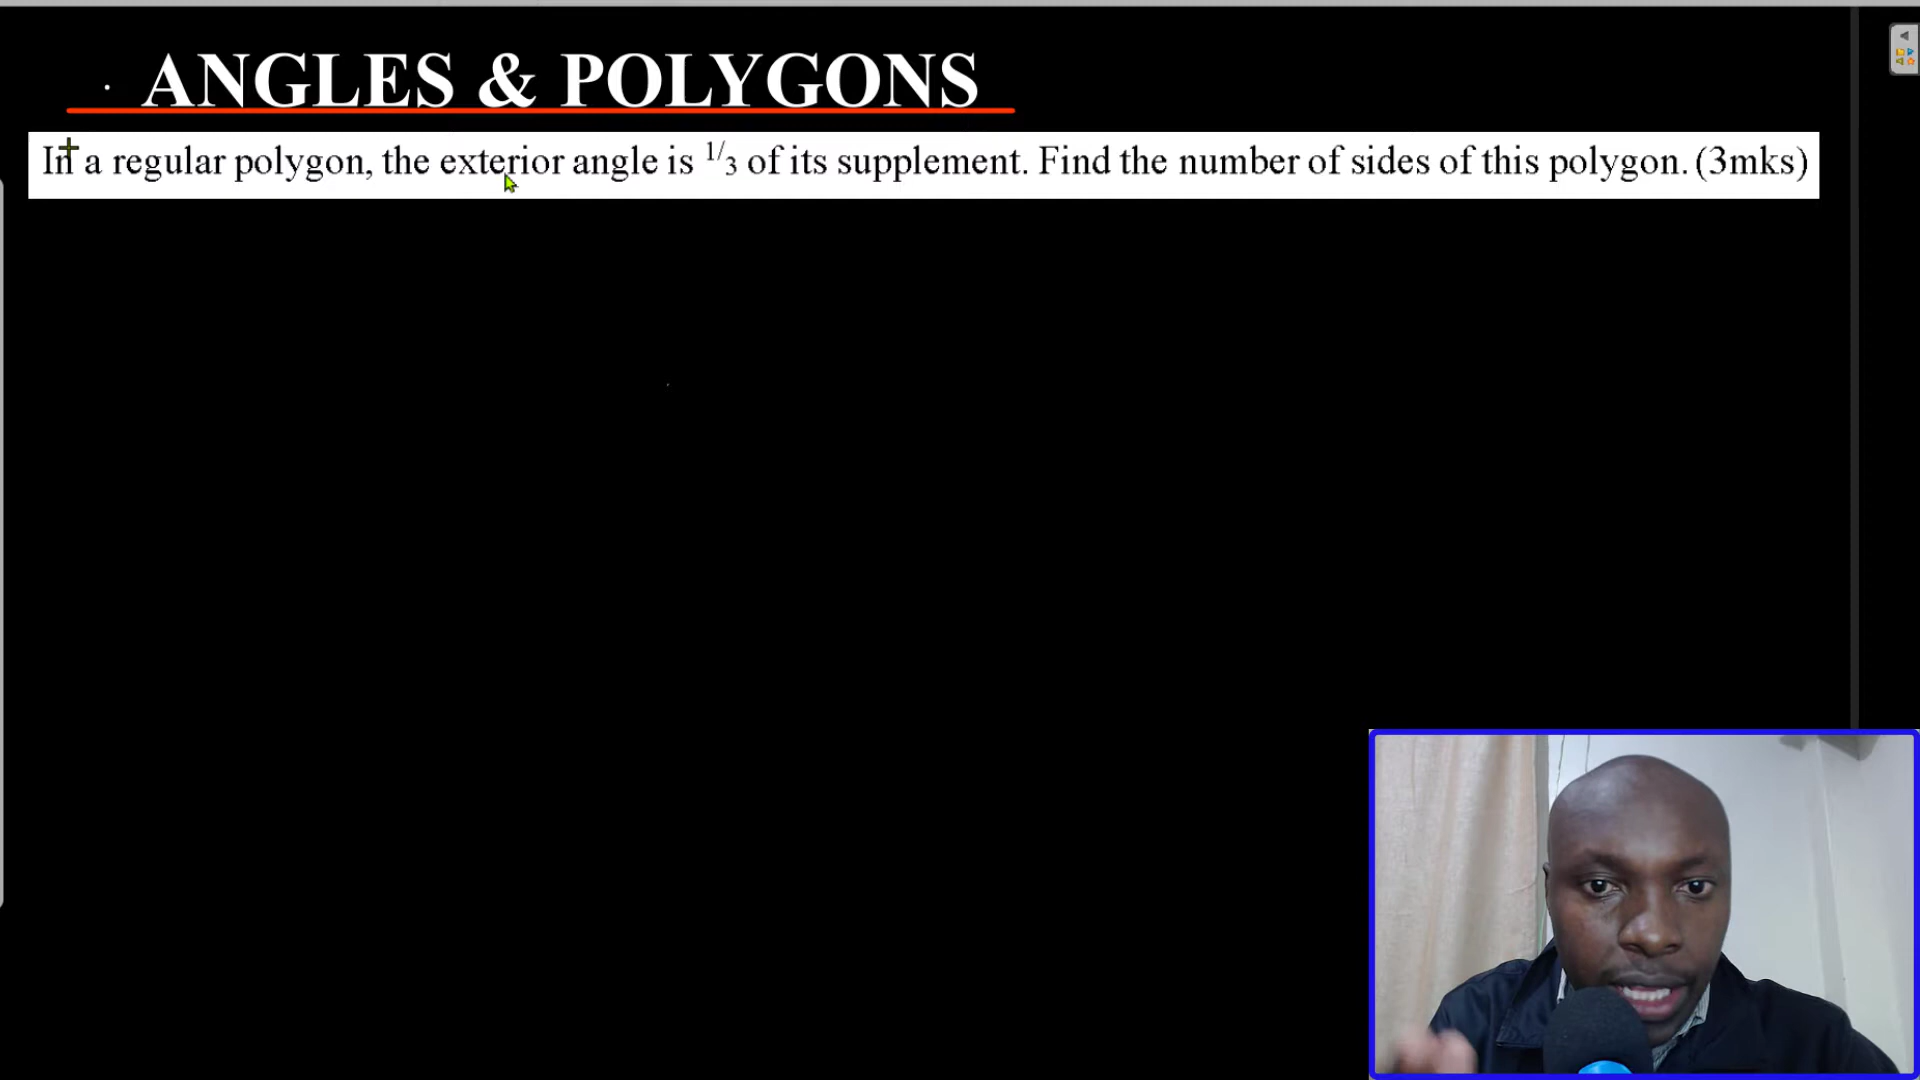 ANGLES & POLYGONS
In a regular polygon, the exterior angle is 1/3 of its supplement. Find the number of sides of this polygon. (3mks)